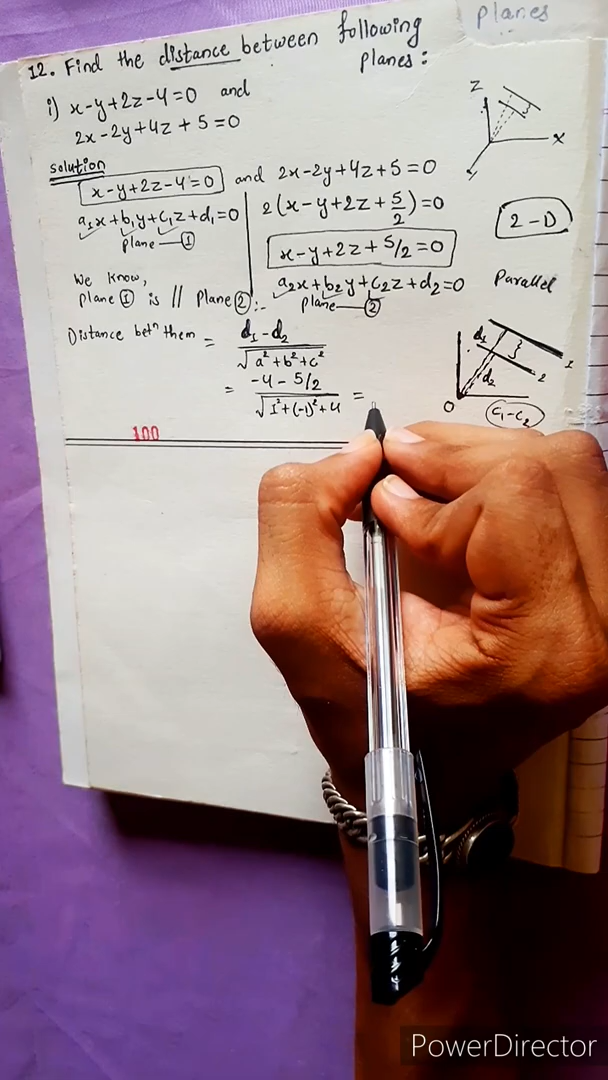 planes
12. Find the distance between following
planes:
i) x-y+2z-4=0 and
2x-2y+4z+5=0
Z
X
Y
solution
x-y+2z-4=0 and 2x-2y+4z+5=0
a₁x+b₁y+c₁z+d₁=0
plane — ①
2(x-y+2z+5/2)=0
x-y+2z+5/2=0
a₂x+b₂y+c₂z+d₂=0
plane — ②
2-D
Parallel
We know,
plane ① is // plane ②:-
Distance betⁿ them = d₁-d₂ / √a²+b²+c²
= -4-5/2 / √1²+(-1)²+4 =
d₁
d₂
1
2
O
c₁-c₂
100
PowerDirector